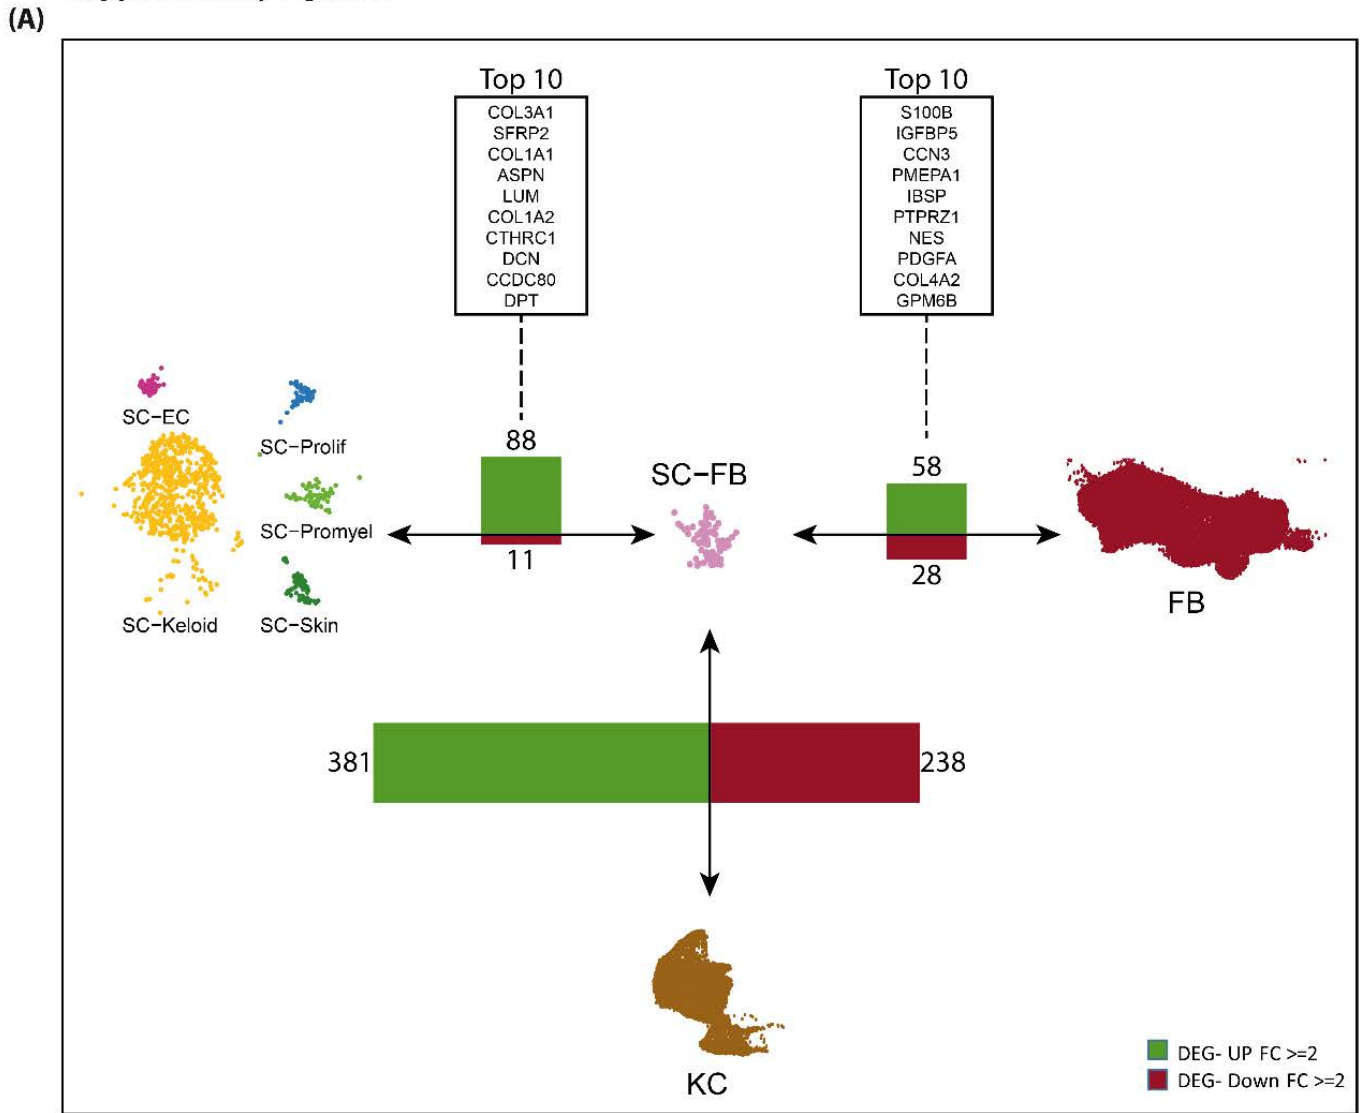 (A)
Top 10
COL3A1
SFRP2
COL1A1
ASPN
LUM
COL1A2
CTHRC1
DCN
CCDC80
DPT
Top 10
S100B
IGFBP5
CCN3
PMEPA1
IBSP
PTPRZ1
NES
PDGFA
COL4A2
GPM6B
SC-EC
SC-Prolif
SC-Promyel
SC-Keloid
SC-Skin
88
11
SC-FB
58
28
FB
381
238
KC
DEG- UP FC >=2
DEG- Down FC >=2